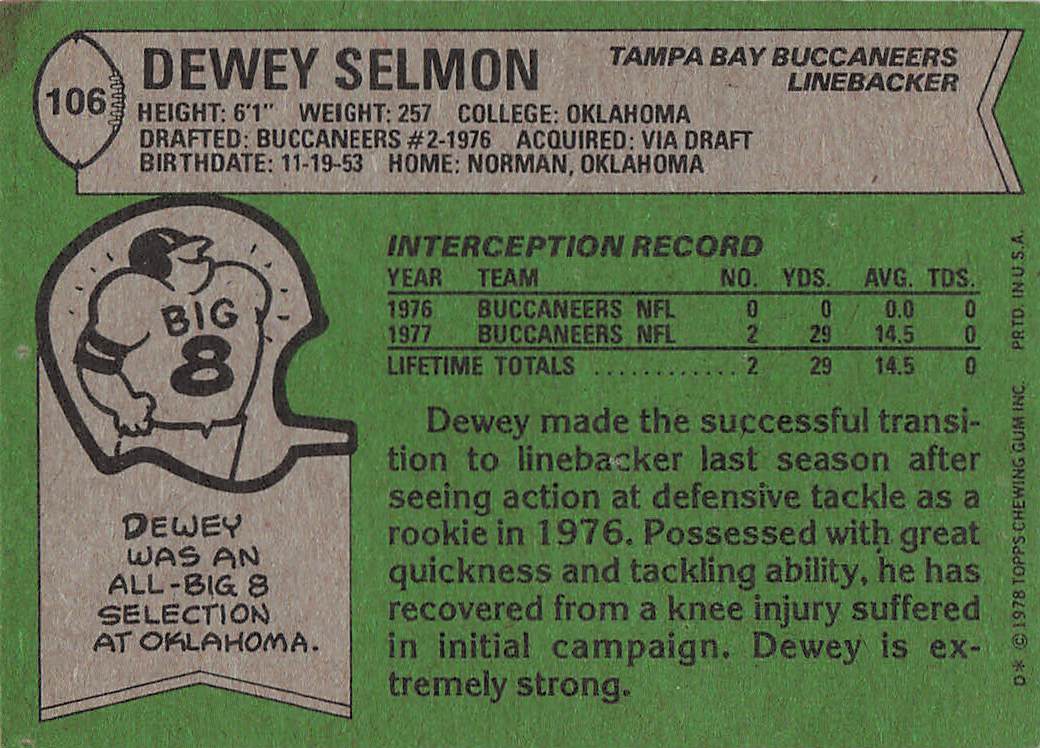 106
DEWEY SELMON
TAMPA BAY BUCCANEERS
LINEBACKER
HEIGHT: 6'1" WEIGHT: 257 COLLEGE: OKLAHOMA
DRAFTED: BUCCANEERS #2-1976 ACQUIRED: VIA DRAFT
BIRTHDATE: 11-19-53 HOME: NORMAN, OKLAHOMA
BIG
8
DEWEY
WAS AN
ALL-BIG 8
SELECTION
AT OKLAHOMA.
INTERCEPTION RECORD
YEAR TEAM NO. YDS. AVG. TDS.
1976 BUCCANEERS NFL 0 0 0.0 0
1977 BUCCANEERS NFL 2 29 14.5 0
LIFETIME TOTALS ............ 2 29 14.5 0
Dewey made the successful transi-
tion to linebacker last season after
seeing action at defensive tackle as a
rookie in 1976. Possessed with great
quickness and tackling ability, he has
recovered from a knee injury suffered
in initial campaign. Dewey is ex-
tremely strong.
D* ©1978 TOPPS CHEWING GUM INC. PRTD. IN U.S.A.